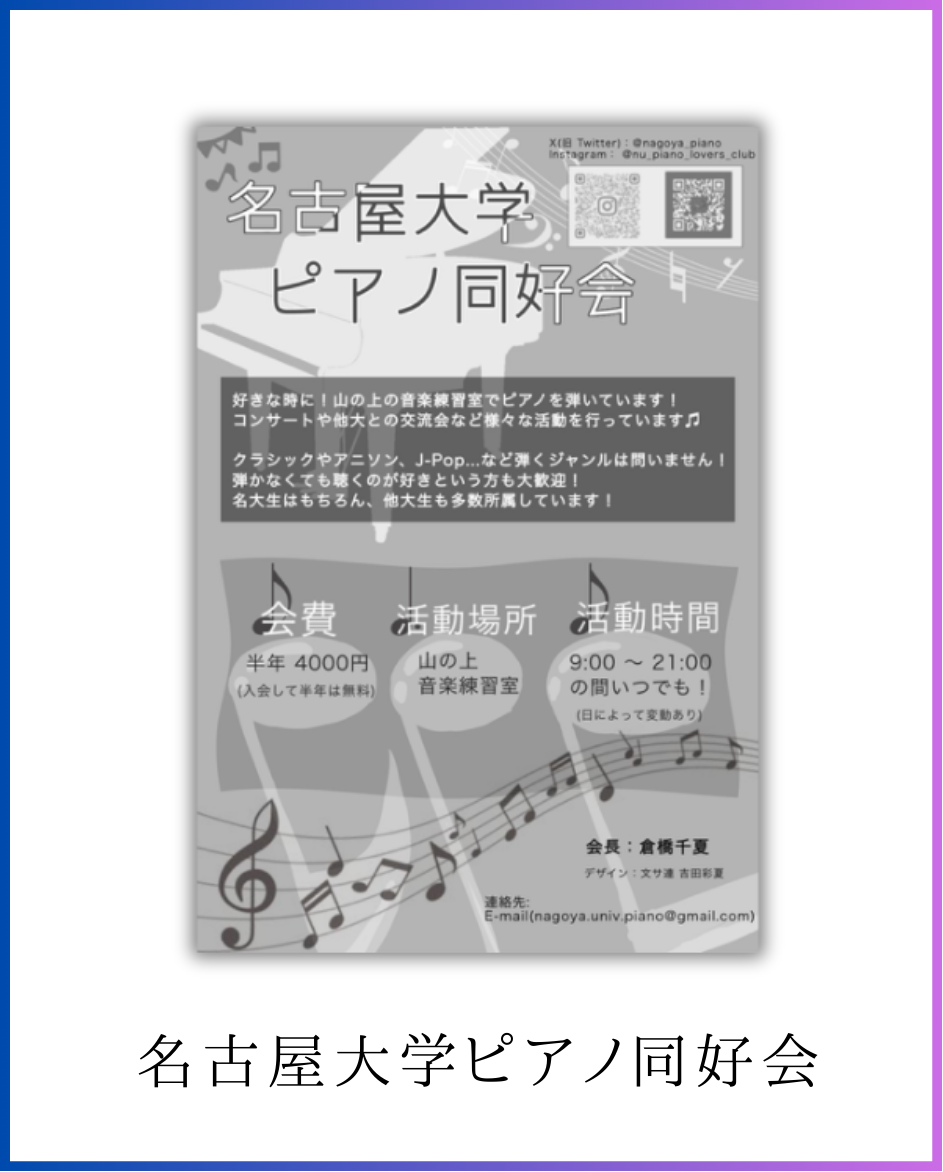 X(旧 Twitter)：@nagoya_piano
Instagram： @nu_piano_lovers_club
名古屋大学
ピアノ同好会
好きな時に！山の上の音楽練習室でピアノを弾いています！
コンサートや他大との交流会など様々な活動を行っています♫
クラシックやアニソン、J-Pop...など弾くジャンルは問いません！
弾かなくても聴くのが好きという方も大歓迎！
名大生はもちろん、他大生も多数所属しています！
会費
半年 4000円
(入会して半年は無料)
活動場所
山の上
音楽練習室
活動時間
9:00 〜 21:00
の間いつでも！
(日によって変動あり)
会長：倉橋千夏
デザイン：文サ連 吉田彩夏
連絡先:
E-mail(nagoya.univ.piano@gmail.com)
名古屋大学ピアノ同好会